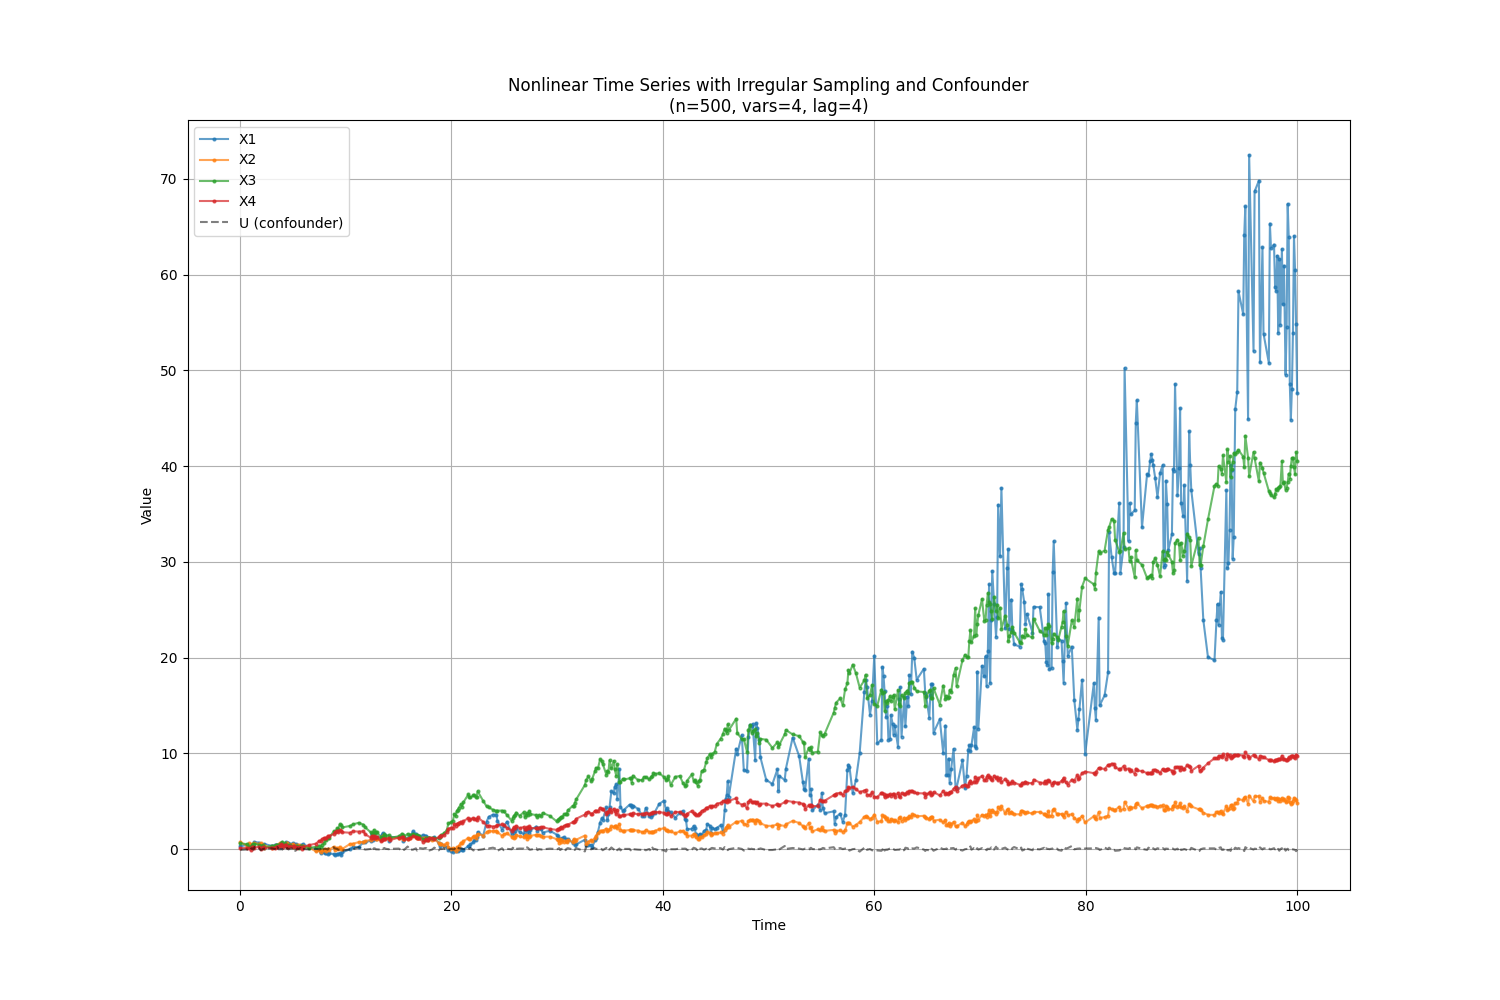 Nonlinear Time Series with Irregular Sampling and Confounder
(n=500, vars=4, lag=4)
X1
X2
X3
X4
U (confounder)
Value
70
60
50
40
30
20
10
0
0 20 40 60 80 100
Time